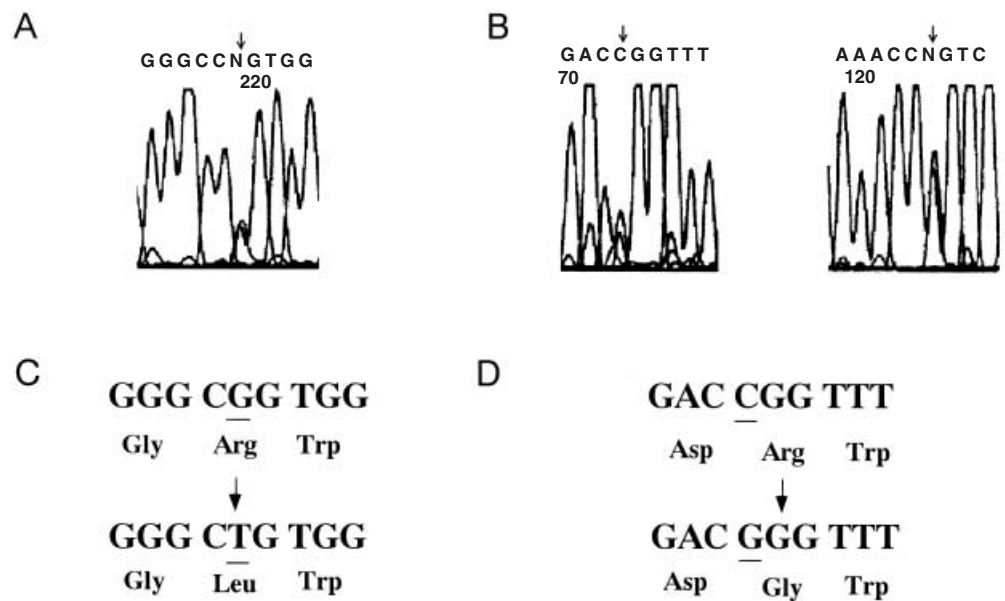 A
GGGCCNGTGG
220
B
GACCGGTTT
70
AAACCNGTC
120
C
GGG CGG TGG
Gly Arg Trp
GGG CTG TGG
Gly Leu Trp
D
GAC CGG TTT
Asp Arg Trp
GAC GGG TTT
Asp Gly Trp